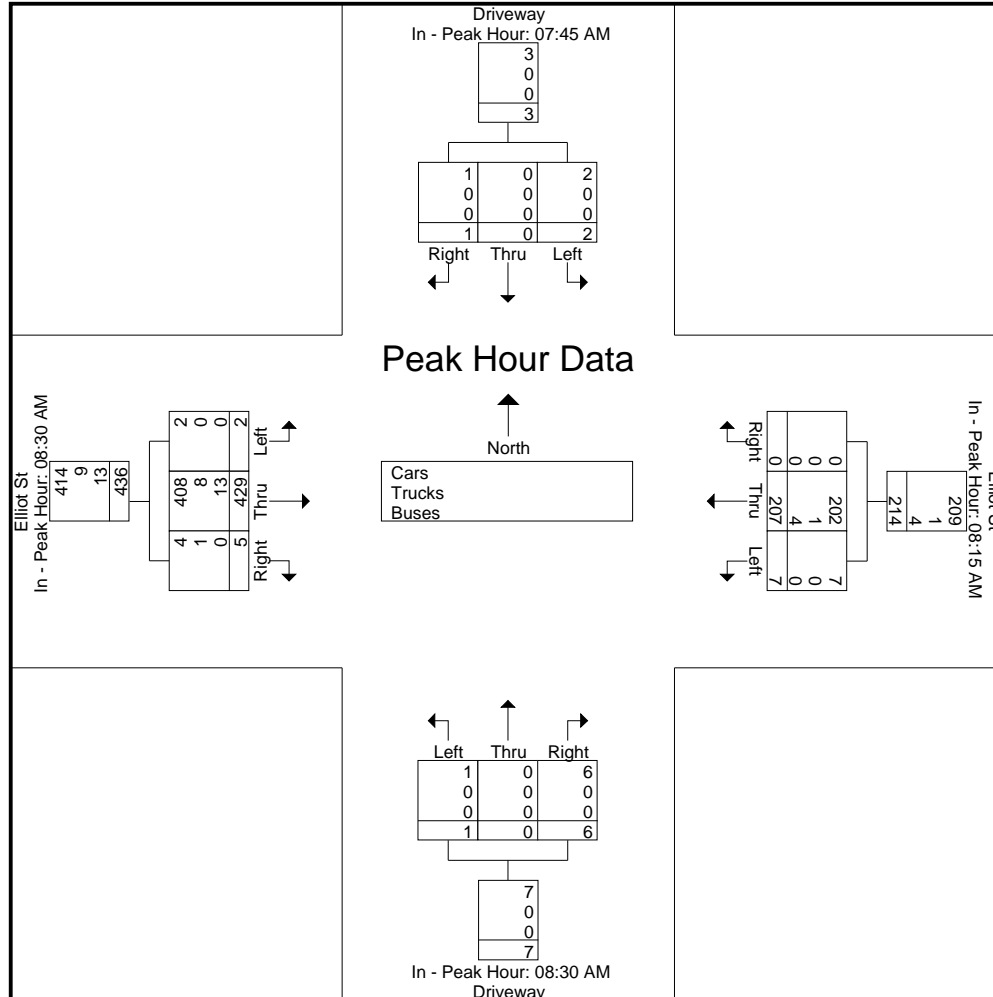 Driveway
In - Peak Hour: 07:45 AM
3
0
0
3
1 0 2
0 0 0
0 0 0
1 0 2
Right Thru Left
Peak Hour Data
North
Cars
Trucks
Buses
Elliot St
In - Peak Hour: 08:30 AM
414
9
13
436
2 0 0 2
Left
408 8 13 429
Thru
4 1 0 5
Right
Right
0 0 0 0
Thru
207 4 1 202
Left
7 0 0 7
214
4
1
209
In - Peak Hour: 08:15 AM
Elliot St
Left Thru Right
1 0 6
0 0 0
0 0 0
1 0 6
7
0
0
7
In - Peak Hour: 08:30 AM
Driveway